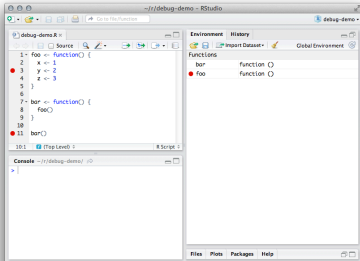 ~/r/debug-demo - RStudio
Go to file/function
debug-demo
debug-demo.R ×
Source
1 foo <- function() {
2 x <- 1
3 y <- 2
4 z <- 3
5 }
6
7 bar <- function() {
8 foo()
9 }
10
11 bar()
10:1 (Top Level) R Script
Console ~/r/debug-demo/
>
Environment History
Import Dataset Global Environment
Functions
bar function ()
foo function ()
Files Plots Packages Help